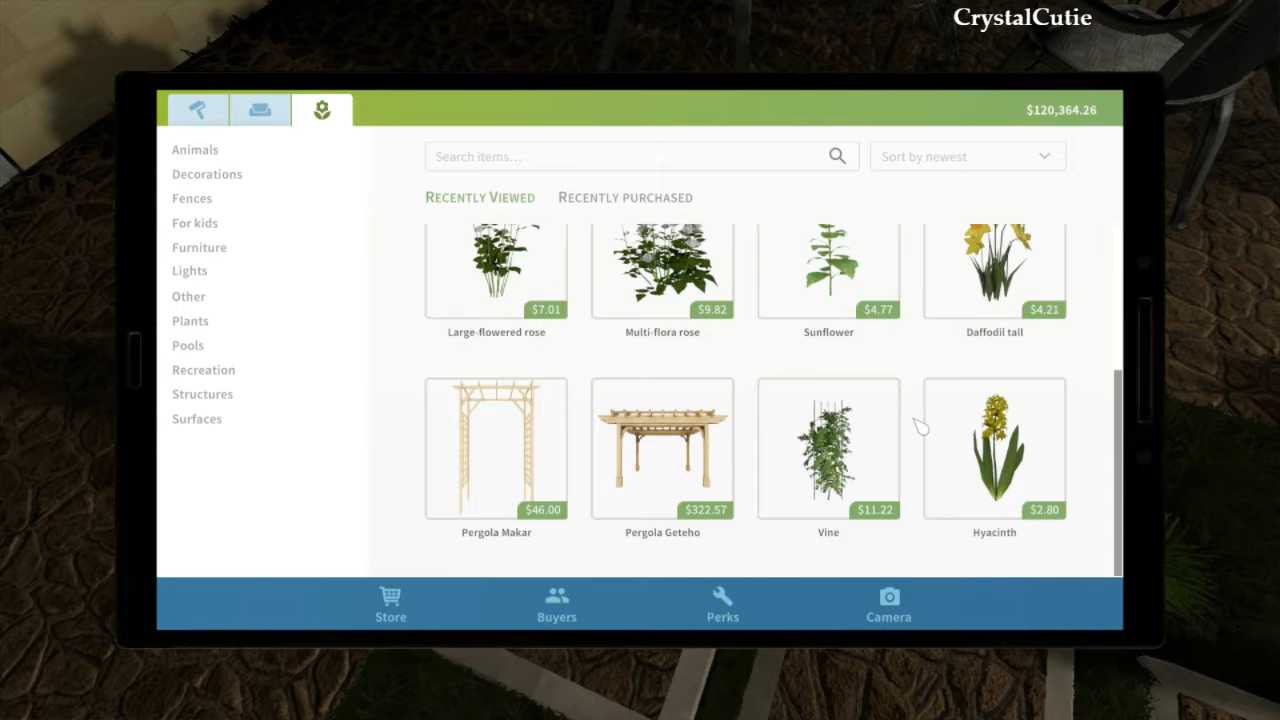 CrystalCutie
$120,364.26
Animals
Decorations
Fences
For kids
Furniture
Lights
Other
Plants
Pools
Recreation
Structures
Surfaces
Search items...
Sort by newest
RECENTLY VIEWED
RECENTLY PURCHASED
$7.01
$9.82
$4.77
$4.21
Large-flowered rose
Multi-flora rose
Sunflower
Daffodil tall
$46.00
$322.57
$11.22
$2.80
Pergola Makar
Pergola Geteho
Vine
Hyacinth
Store
Buyers
Perks
Camera